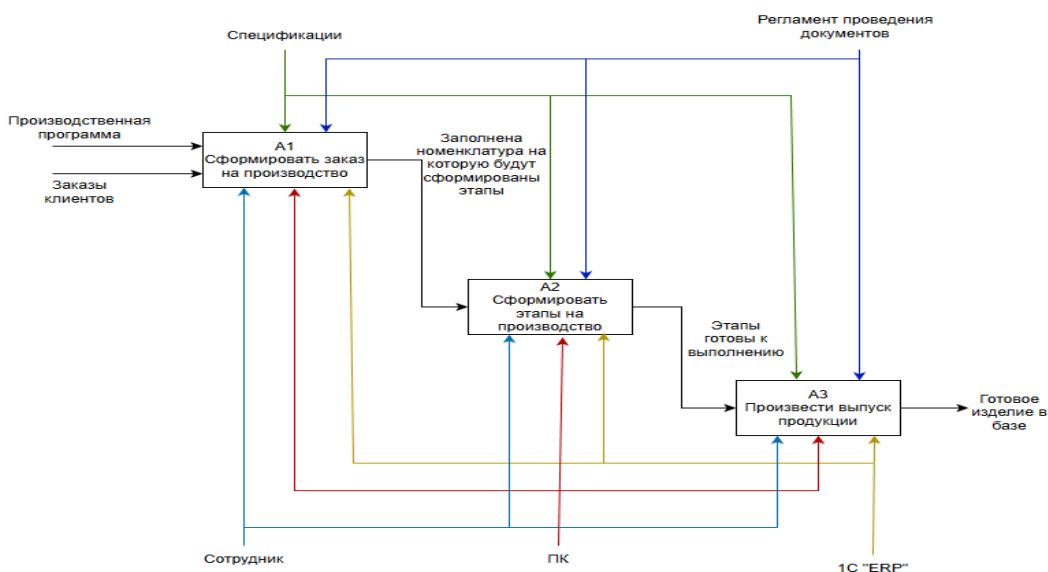 Спецификации
Регламент проведения
документов
Производственная
программа
Заказы
клиентов
А1
Сформировать заказ
на производство
Заполнена
номенклатура на
которую будут
сформированы
этапы
А2
Сформировать
этапы на
производство
Этапы
готовы к
выполнению
А3
Произвести выпуск
продукции
Готовое
изделие в
базе
Сотрудник
ПК
1С "ERP"